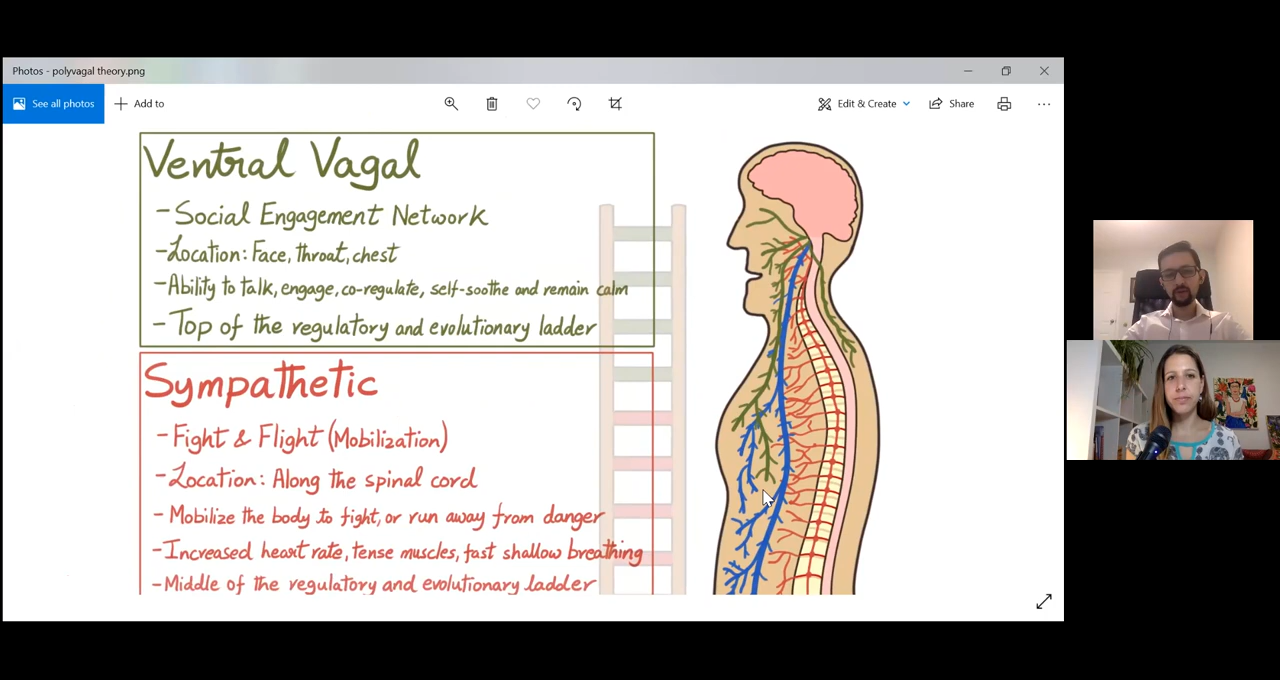 Photos - polyvagal theory.png
See all photos
Add to
Edit & Create
Share
Ventral Vagal
- Social Engagement Network
- Location: Face, throat, chest
- Ability to talk, engage, co-regulate, self-soothe and remain calm
- Top of the regulatory and evolutionary ladder
Sympathetic
- Fight & Flight (Mobilization)
- Location: Along the spinal cord
- Mobilize the body to fight, or run away from danger
- Increased heart rate, tense muscles, fast shallow breathing
- Middle of the regulatory and evolutionary ladder